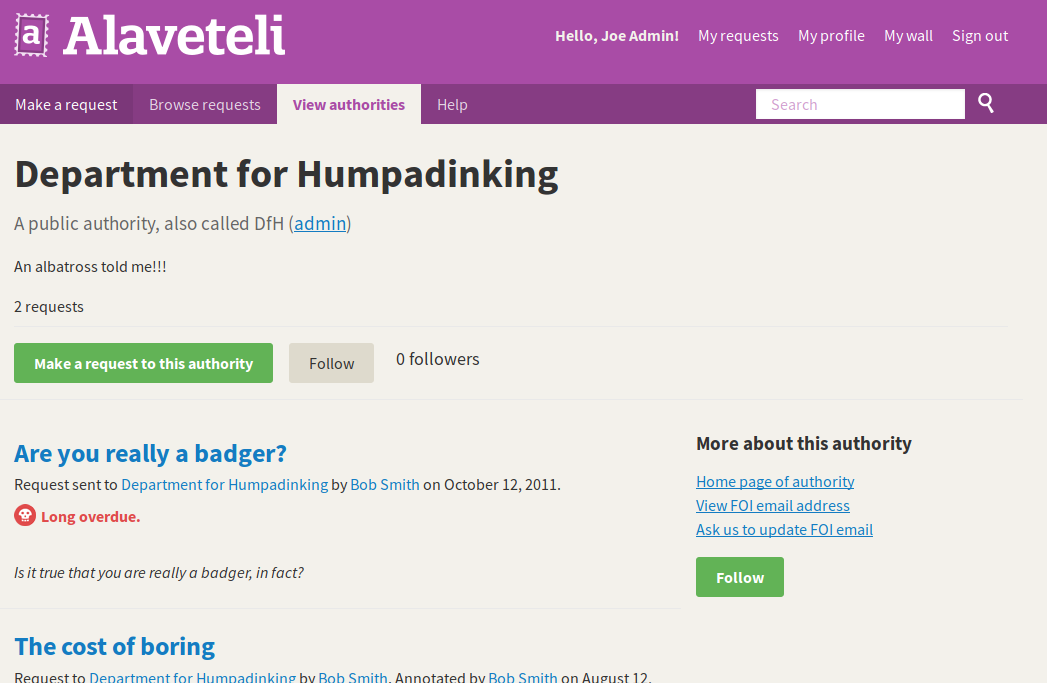 a Alaveteli
Hello, Joe Admin! My requests My profile My wall Sign out
Make a request Browse requests View authorities Help Search
Department for Humpadinking
A public authority, also called DfH (admin)
An albatross told me!!!
2 requests
Make a request to this authority Follow 0 followers
Are you really a badger?
Request sent to Department for Humpadinking by Bob Smith on October 12, 2011.
Long overdue.
Is it true that you are really a badger, in fact?
The cost of boring
Request to Department for Humpadinking by Bob Smith. Annotated by Bob Smith on August 12,
More about this authority
Home page of authority
View FOI email address
Ask us to update FOI email
Follow